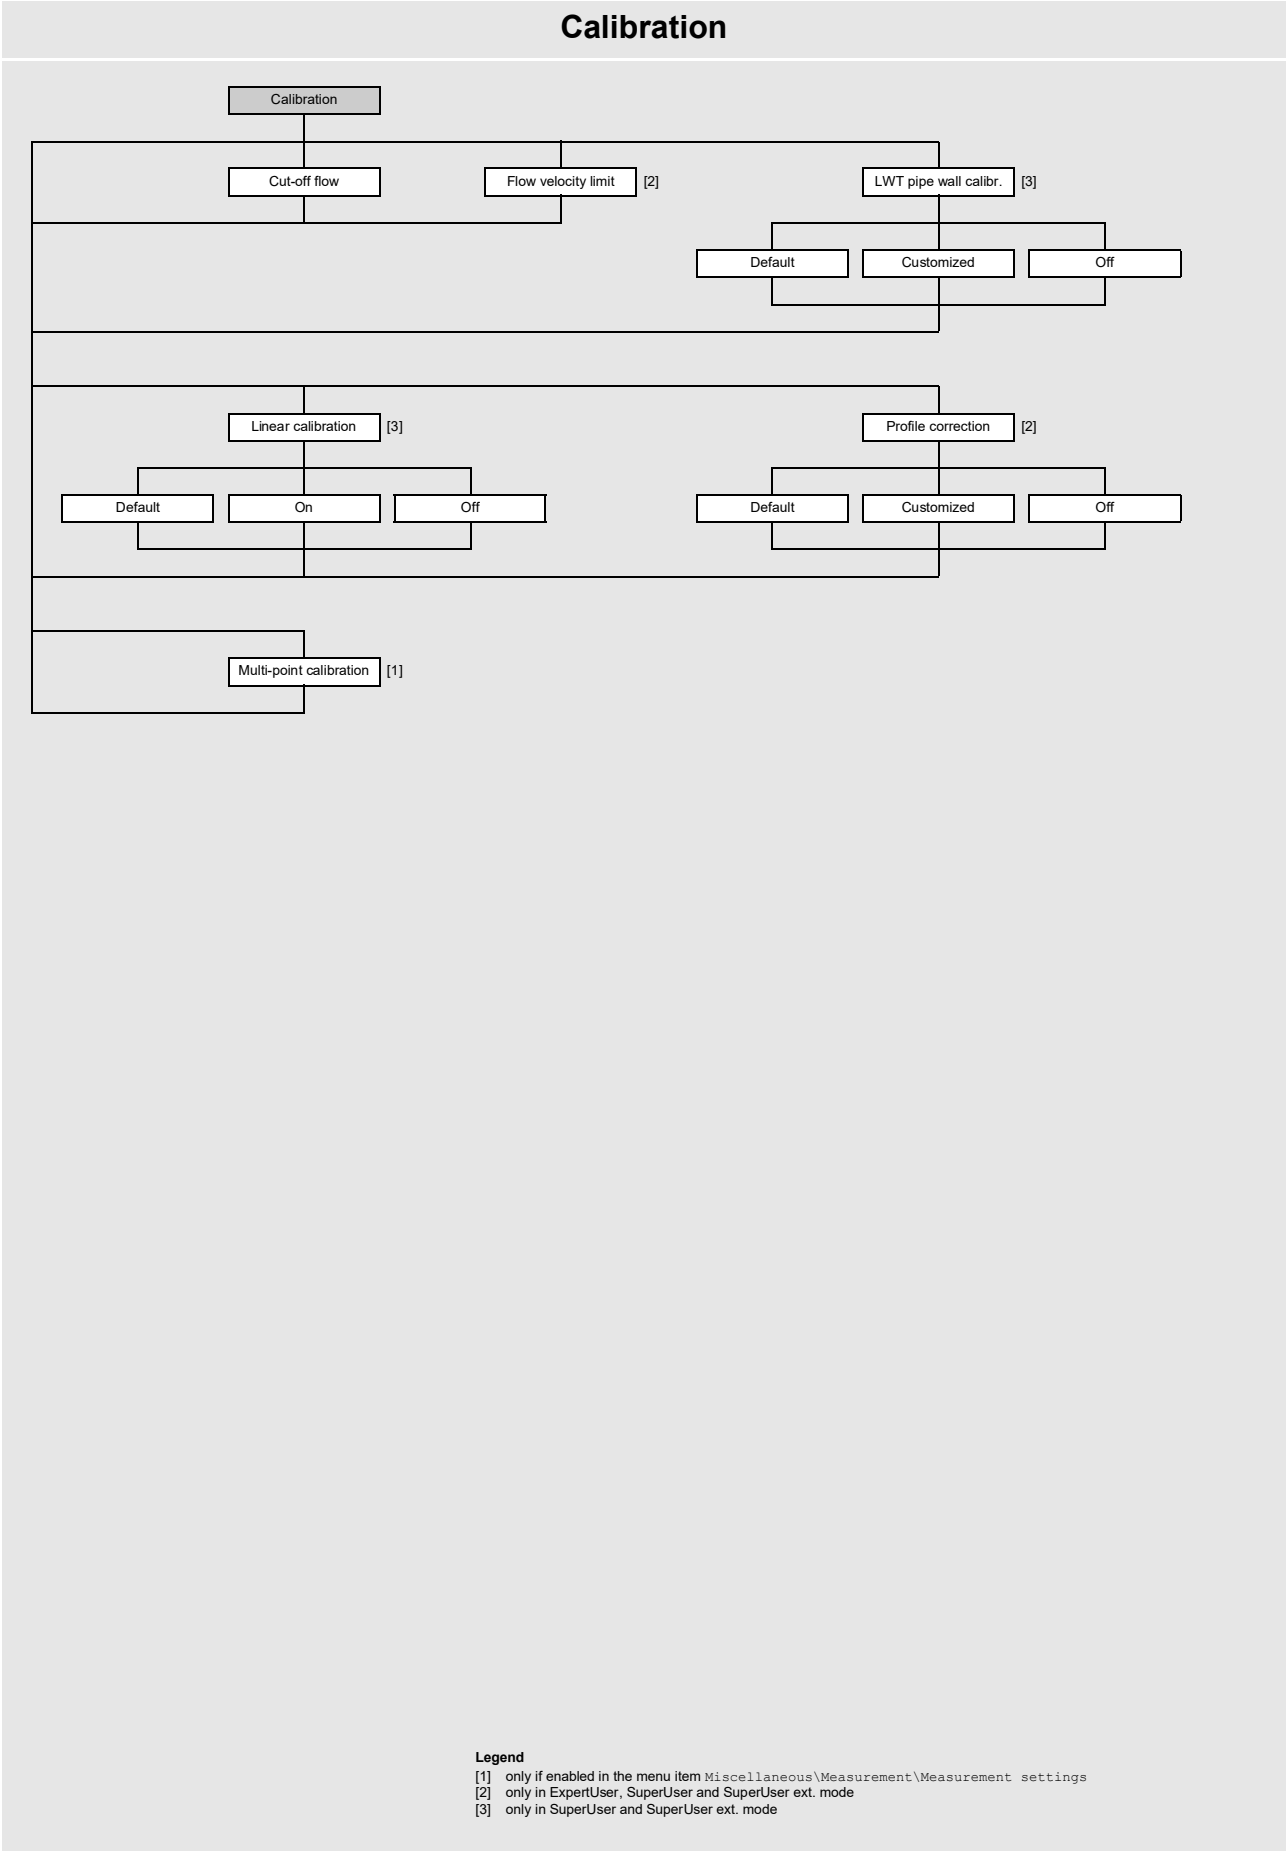 Calibration
Calibration
Cut-off flow
Flow velocity limit [2]
LWT pipe wall calibr. [3]
Default
Customized
Off
Linear calibration [3]
Profile correction [2]
Default
On
Off
Default
Customized
Off
Multi-point calibration [1]
Legend
[1] only if enabled in the menu item Miscellaneous\Measurement\Measurement settings
[2] only in ExpertUser, SuperUser and SuperUser ext. mode
[3] only in SuperUser and SuperUser ext. mode